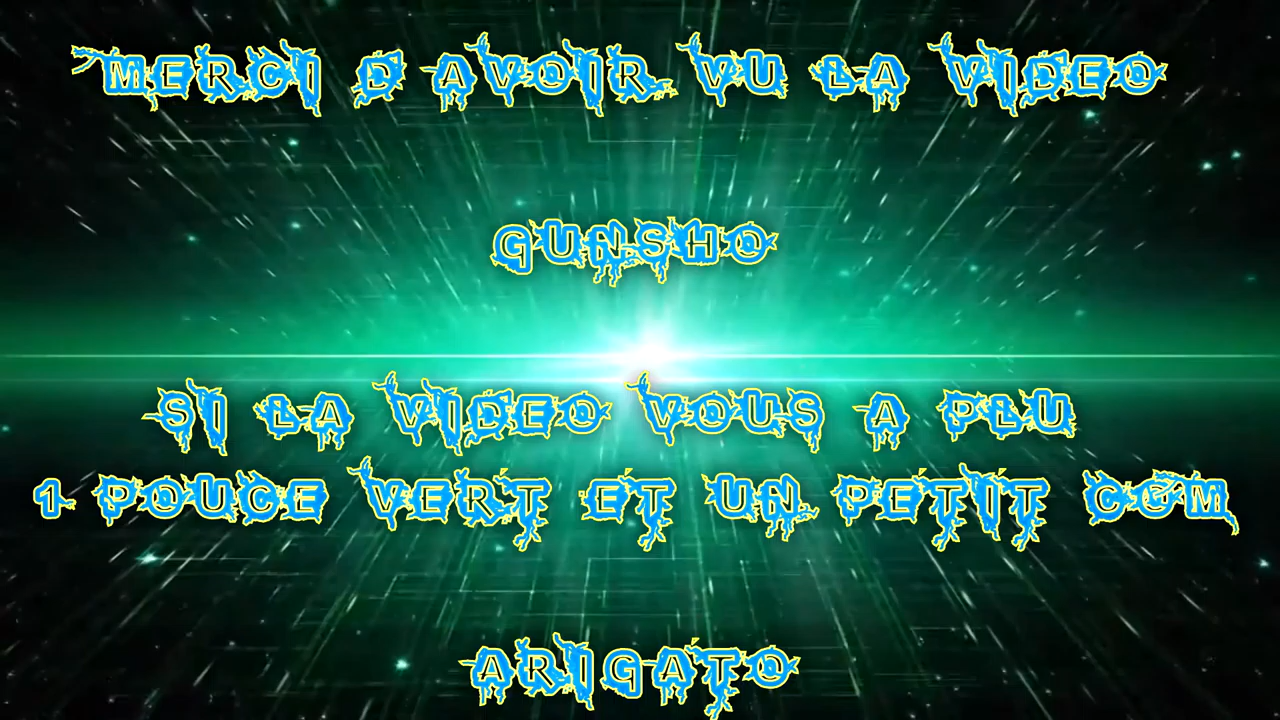 MERCI D AVOIR VU LA VIDEO
GUNSHO
SI LA VIDEO VOUS A PLU
1 POUCE VERT ET UN PETIT COM
ARIGATO